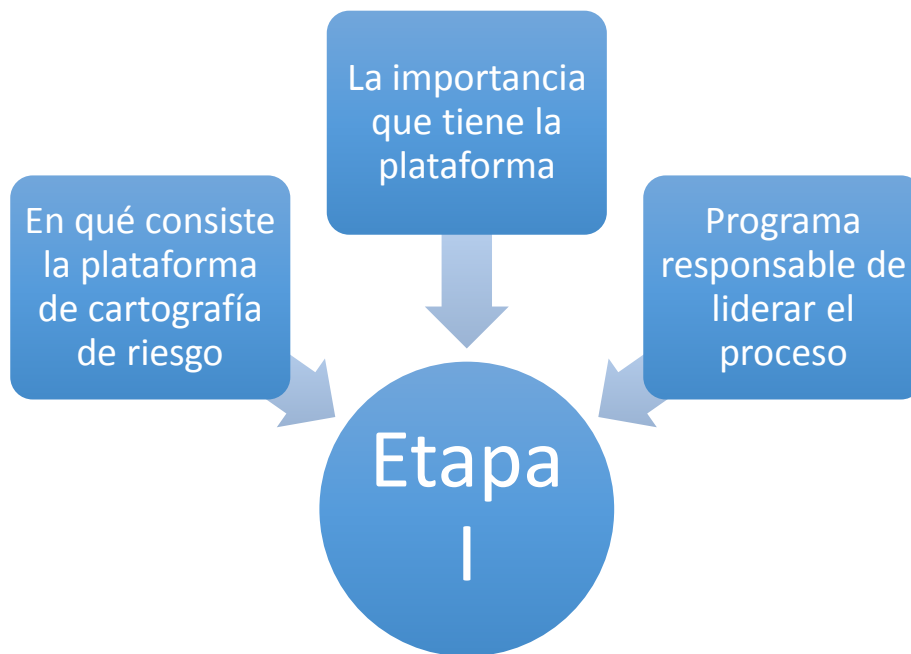 La importancia
que tiene la
plataforma
En qué consiste
la plataforma
de cartografía
de riesgo
Programa
responsable de
liderar el
proceso
Etapa
I